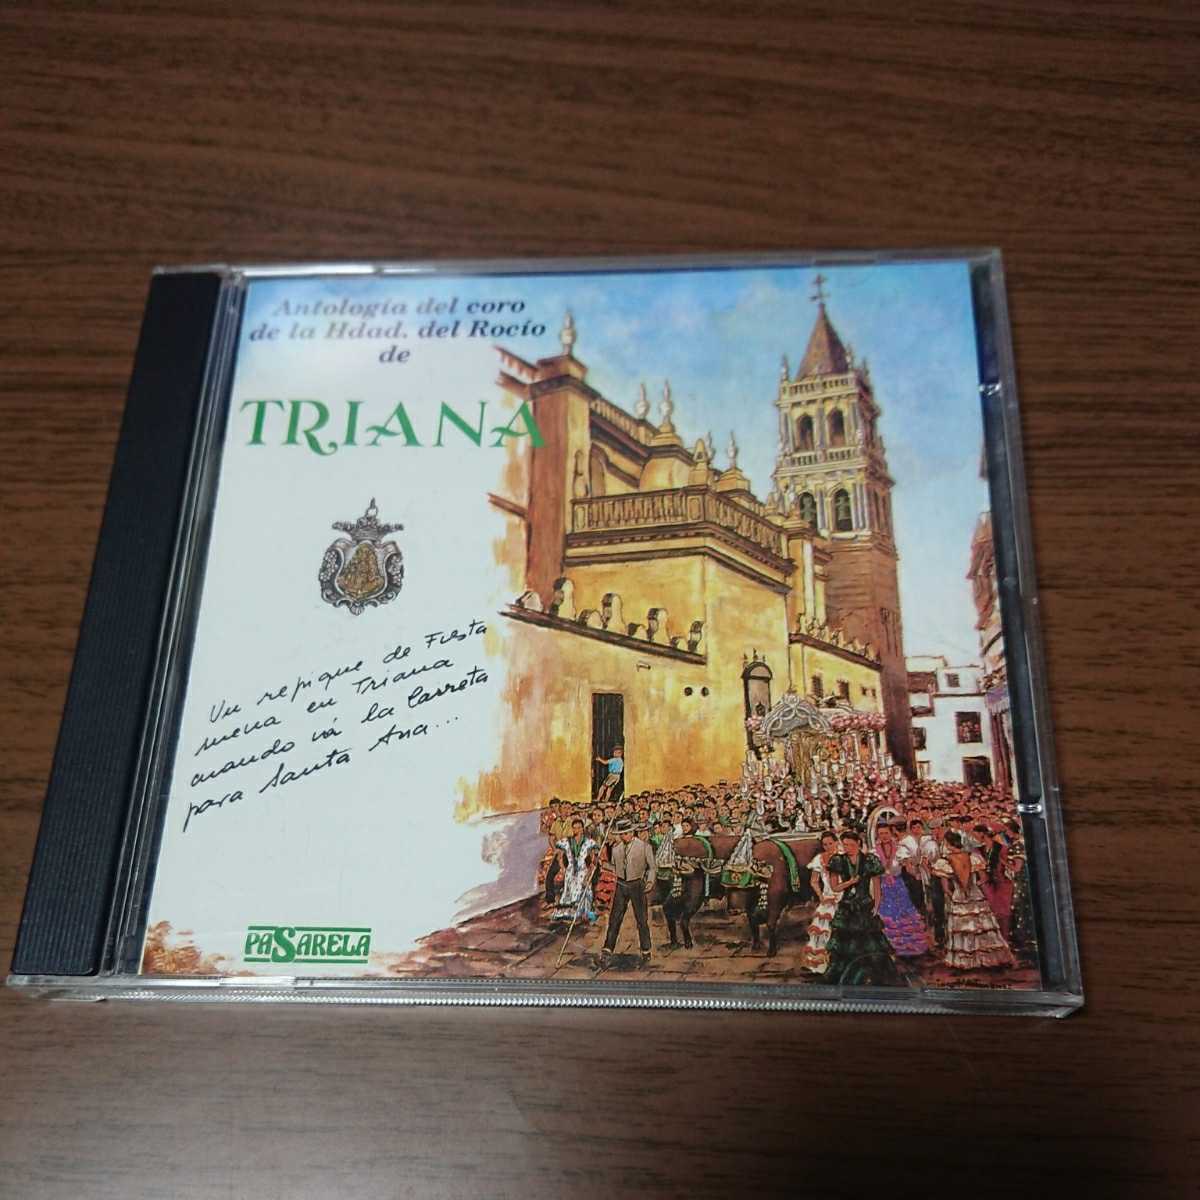 Antología del coro
de la Hdad. del Rocío
de
TRIANA
Un repique de Fiesta
suena en Triana
cuando vá la Carreta
para Santa Ana...
PASARELA